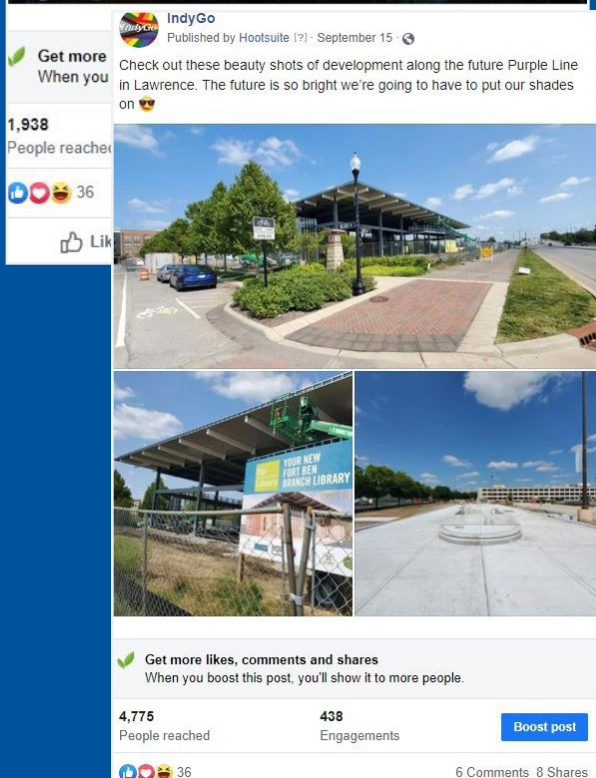 Get more
When you
1,938
People reached
36
Lik
IndyGo
IndyGo
Published by Hootsuite [?] · September 15 ·
Check out these beauty shots of development along the future Purple Line
in Lawrence. The future is so bright we're going to have to put our shades
on 😎
The
Library
YOUR NEW
FORT BEN
BRANCH LIBRARY
Get more likes, comments and shares
When you boost this post, you'll show it to more people.
4,775
438
People reached
Engagements
Boost post
36
6 Comments 8 Shares